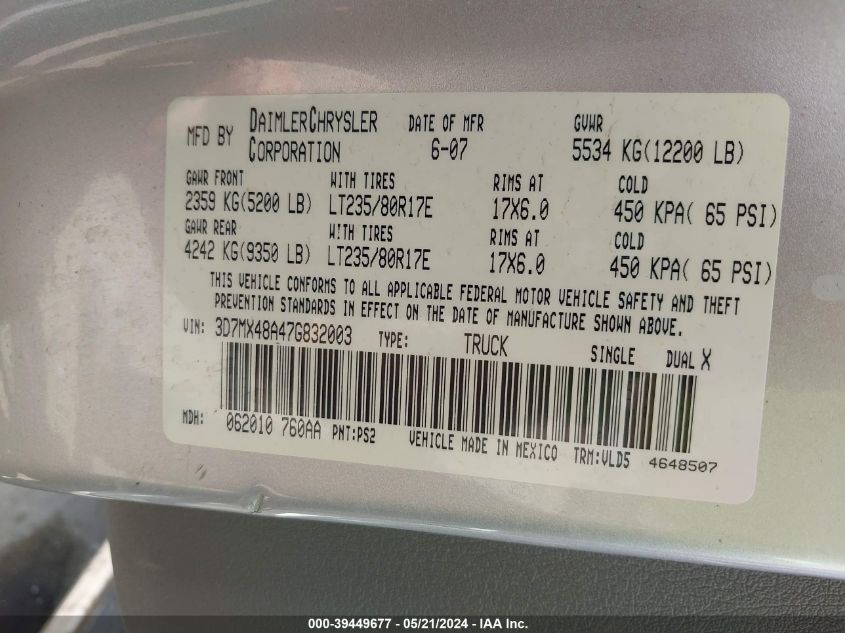 MFD BY DAIMLERCHRYSLER CORPORATION DATE OF MFR 6-07 GVWR 5534 KG(12200 LB)
GAWR FRONT WITH TIRES RIMS AT COLD
2359 KG(5200 LB) LT235/80R17E 17X6.0 450 KPA( 65 PSI)
GAWR REAR WITH TIRES RIMS AT COLD
4242 KG(9350 LB) LT235/80R17E 17X6.0 450 KPA( 65 PSI)
THIS VEHICLE CONFORMS TO ALL APPLICABLE FEDERAL MOTOR VEHICLE SAFETY AND THEFT
PREVENTION STANDARDS IN EFFECT ON THE DATE OF MANUFACTURE SHOWN ABOVE.
VIN: 3D7MX48A47G832003 TYPE: TRUCK SINGLE DUAL X
MDH: 062010 760AA PNT:PS2 VEHICLE MADE IN MEXICO TRM:VLD5 4648507
000-39449677 - 05/21/2024 - IAA Inc.